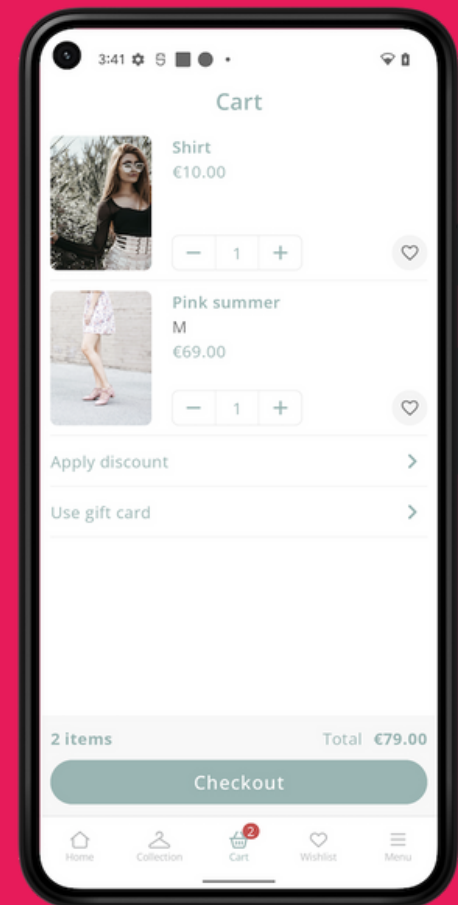 3:41
Cart
Shirt
€10.00
1
Pink summer
M
€69.00
1
Apply discount
Use gift card
2 items Total €79.00
Checkout
2
Home Collection Cart Wishlist Menu